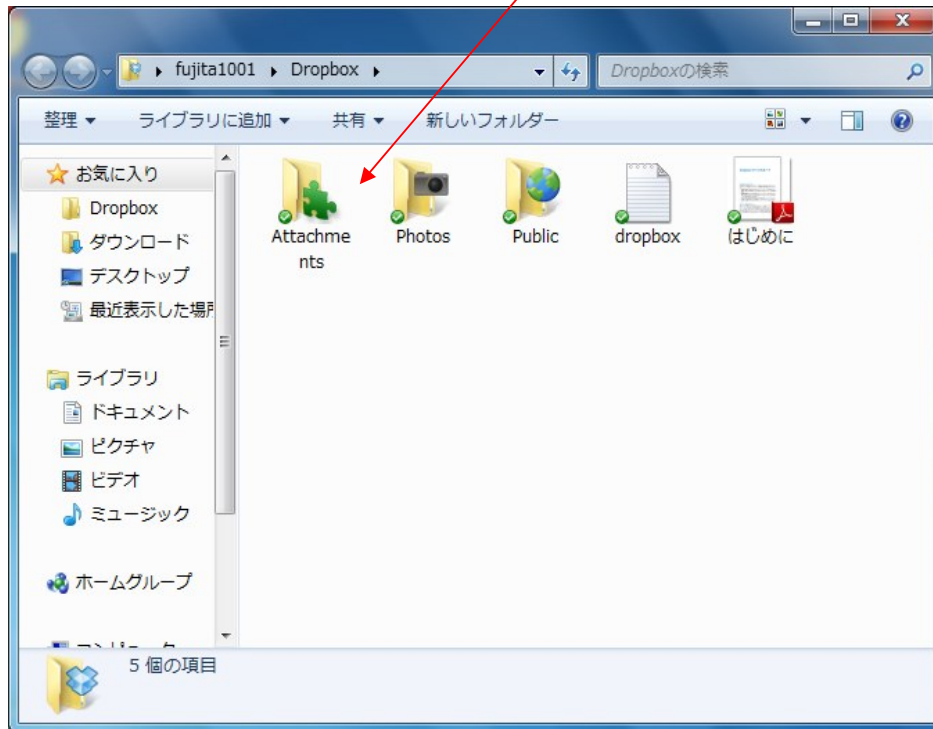 fujita1001 Dropbox
Dropboxの検索
整理 ライブラリに追加 共有 新しいフォルダー
お気に入り
Dropbox
ダウンロード
デスクトップ
最近表示した場所
ライブラリ
ドキュメント
ピクチャ
ビデオ
ミュージック
ホームグループ
Attachme
nts
Photos
Public
dropbox
はじめに
5 個の項目